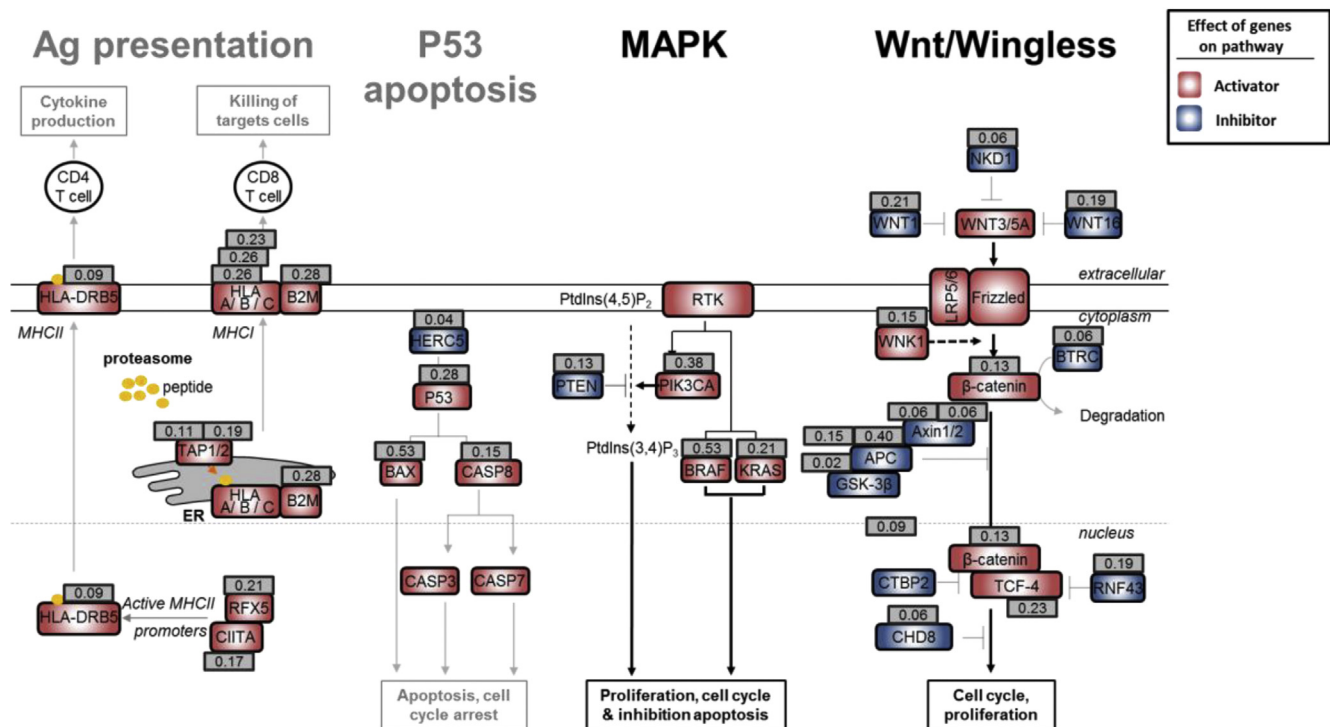 Ag presentation
P53
apoptosis
MAPK
Wnt/Wingless
Effect of genes
on pathway
Activator
Inhibitor
Cytokine
production
Killing of
targets cells
CD4
T cell
CD8
T cell
0.23
0.26
0.26
0.09
HLA-DRB5
HLA
A/ B / C
0.28
B2M
MHCII
MHCI
proteasome
peptide
0.11
0.19
TAP1/2
HLA
A/ B / C
0.28
B2M
ER
0.09
HLA-DRB5
Active MHCII
promoters
0.21
RFX5
CIITA
0.17
0.04
HERC5
0.28
P53
0.53
BAX
0.15
CASP8
CASP3
CASP7
Apoptosis, cell
cycle arrest
PtdIns(4,5)P2
RTK
0.13
PTEN
0.38
PIK3CA
PtdIns(3,4)P3
0.53
BRAF
0.21
KRAS
Proliferation, cell cycle
& inhibition apoptosis
0.06
NKD1
0.21
WNT1
WNT3/5A
0.19
WNT16
LRP5/6
Frizzled
extracellular
cytoplasm
0.15
WNK1
0.06
BTRC
0.13
β-catenin
Degradation
0.06
0.06
Axin1/2
0.15
0.40
APC
0.02
GSK-3β
0.09
nucleus
0.13
β-catenin
CTBP2
TCF-4
0.23
0.19
RNF43
0.06
CHD8
Cell cycle,
proliferation